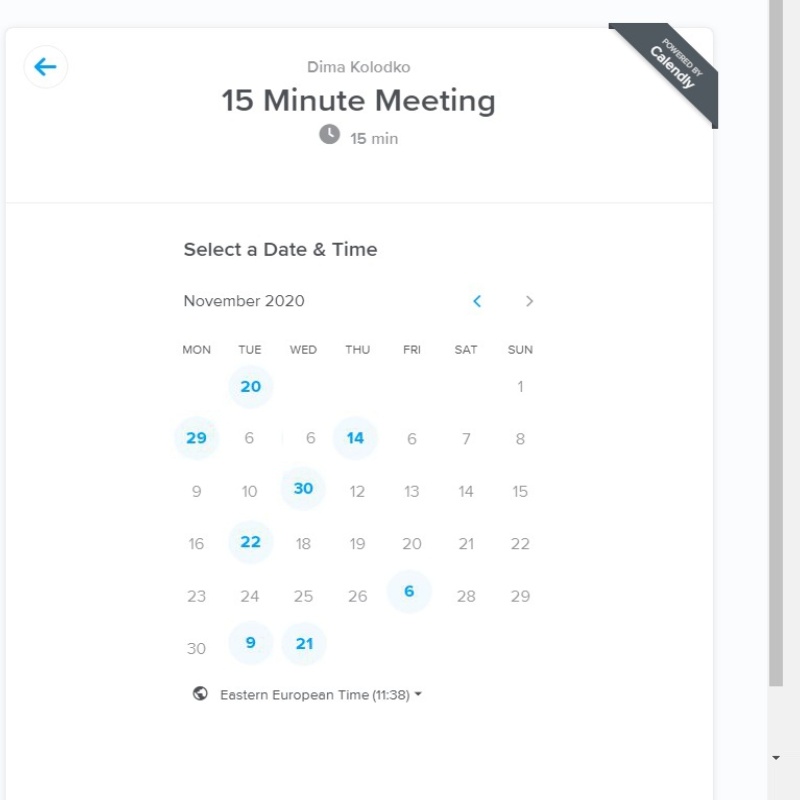 Dima Kolodko
15 Minute Meeting
15 min
POWERED BY
Calendly
Select a Date & Time
November 2020
MON TUE WED THU FRI SAT SUN
20 1
29 6 6 14 6 7 8
9 10 30 12 13 14 15
16 22 18 19 20 21 22
23 24 25 26 6 28 29
30 9 21
Eastern European Time (11:38)